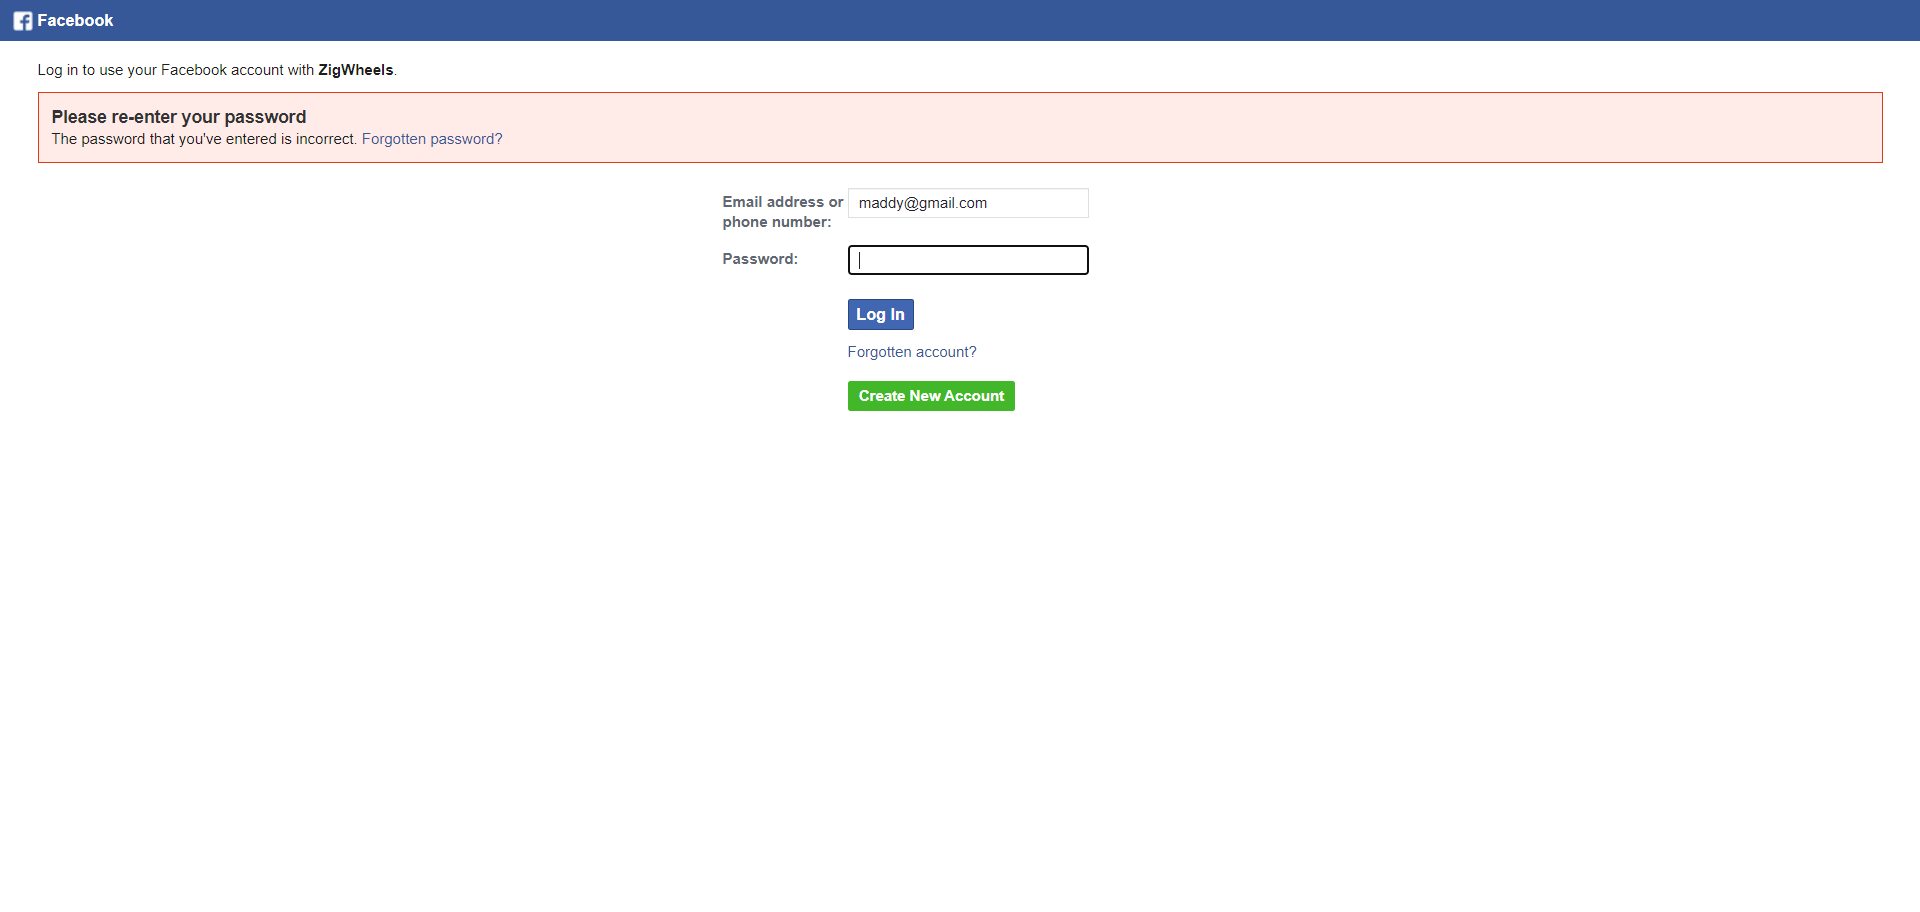 Facebook
Log in to use your Facebook account with ZigWheels.
Please re-enter your password
The password that you've entered is incorrect. Forgotten password?
Email address or
phone number:
maddy@gmail.com
Password:
Log In
Forgotten account?
Create New Account